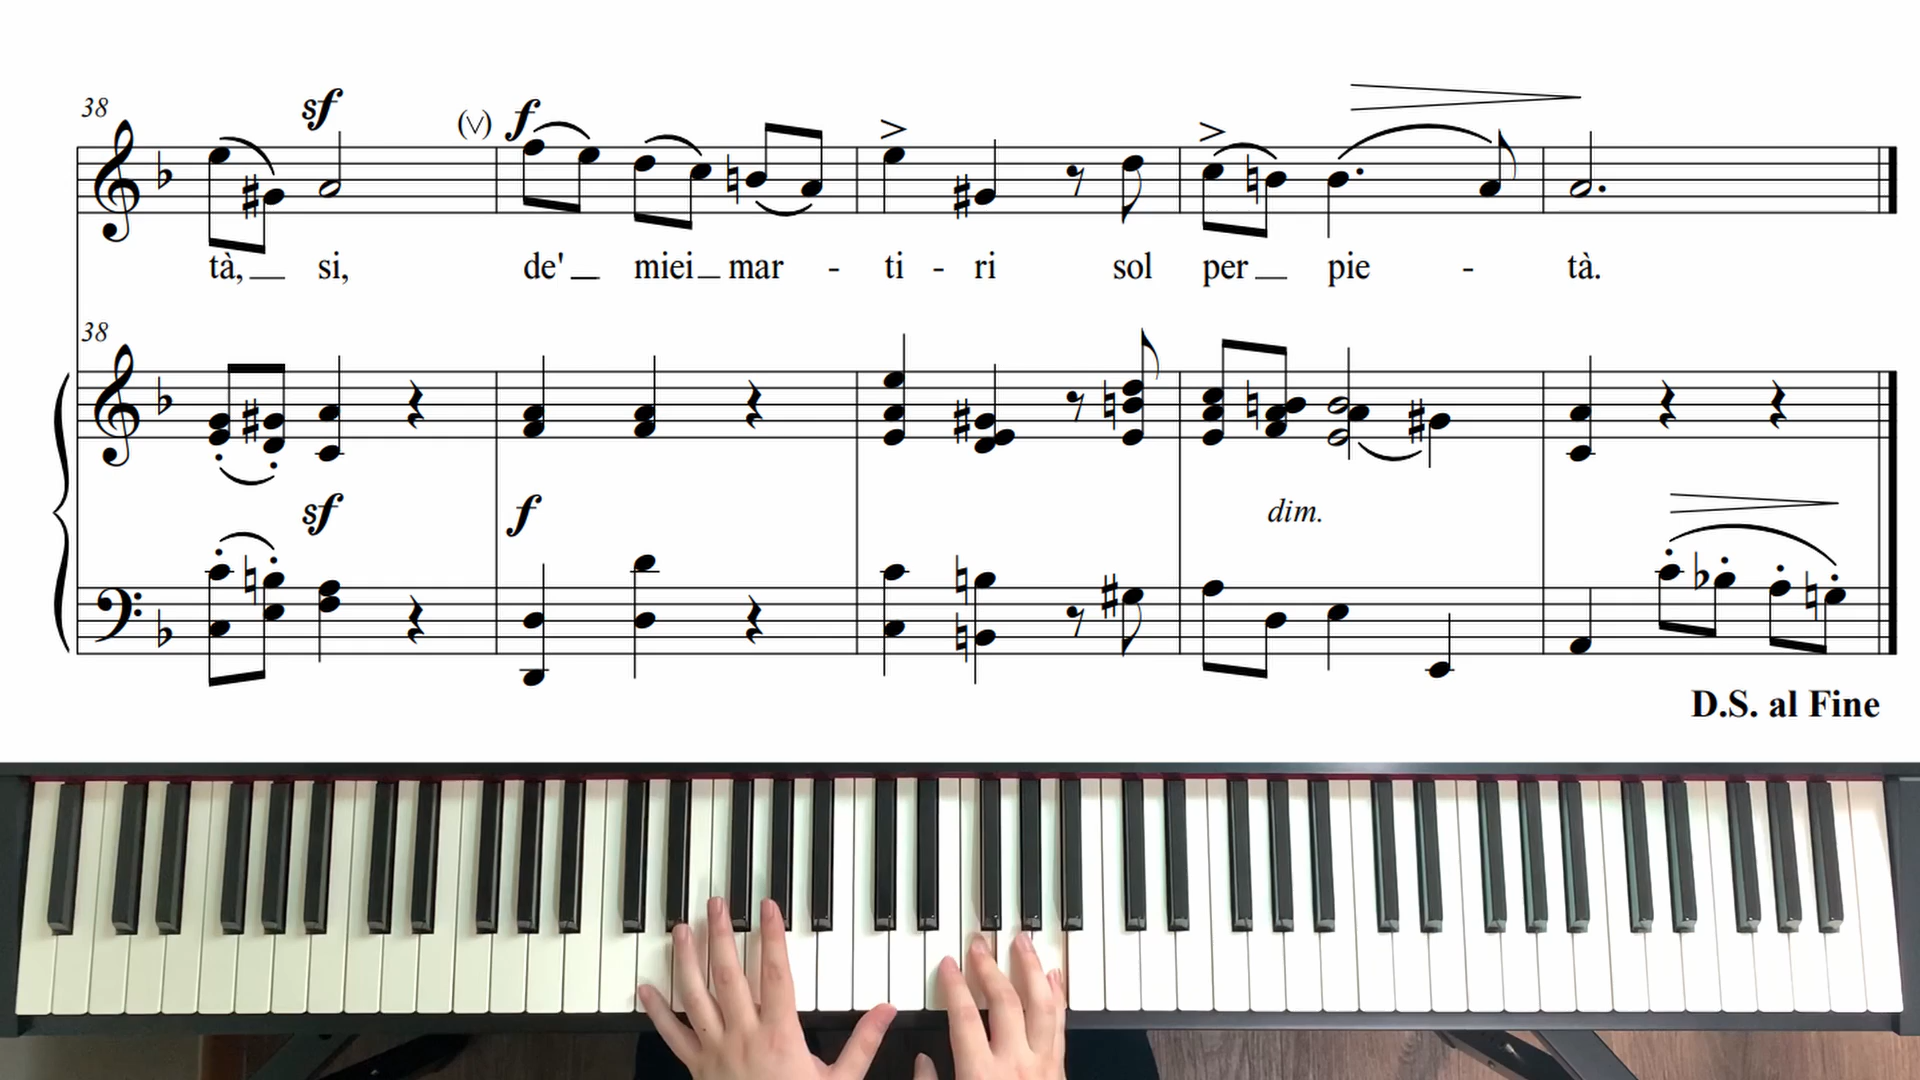 38
sf
(V)
f
tà, si, de' miei mar - ti - ri sol per pie - tà.
38
sf
f
dim.
D.S. al Fine